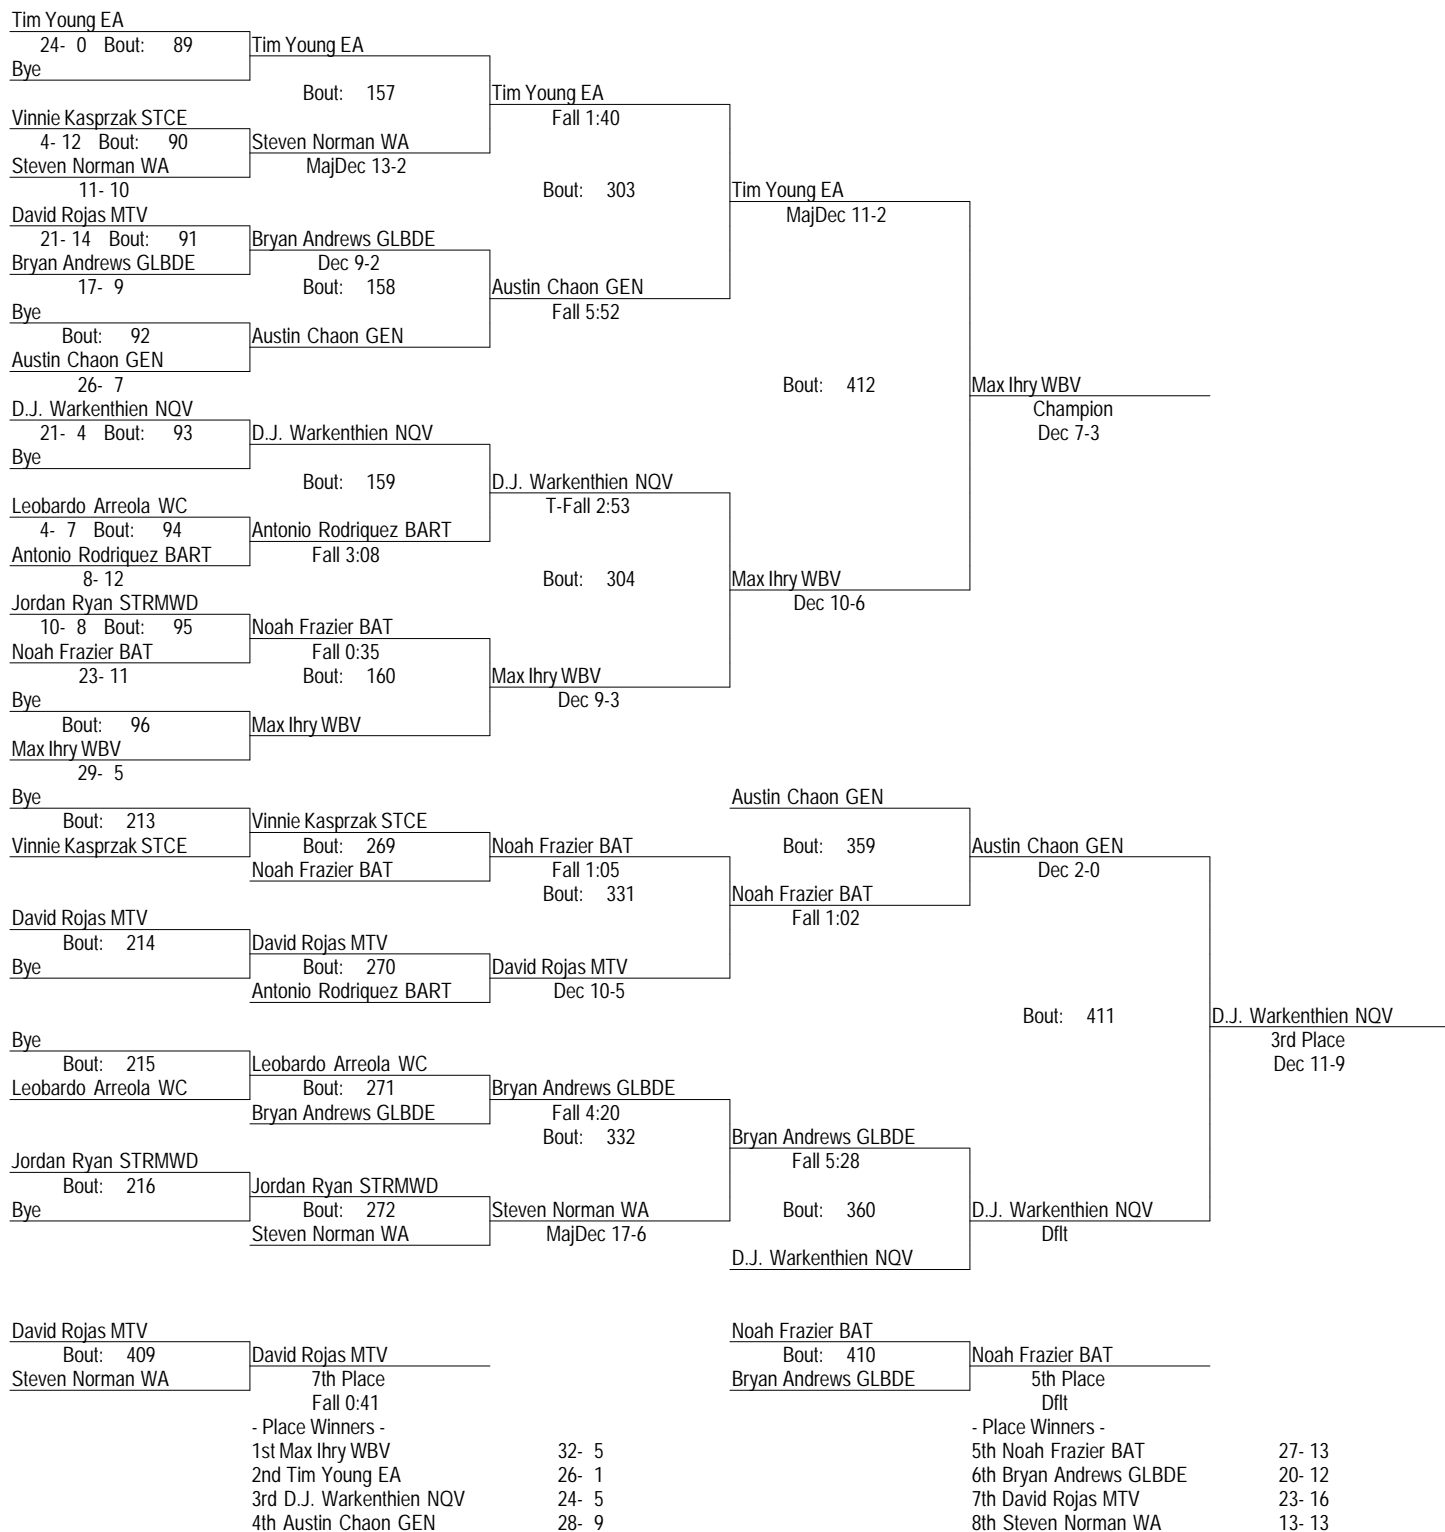 Tim Young EA
24- 0 Bout: 89 Tim Young EA
Bye
Bout: 157 Tim Young EA
Vinnie Kasprzak STCE Fall 1:40
4- 12 Bout: 90 Steven Norman WA
Steven Norman WA MajDec 13-2
11- 10 Bout: 303 Tim Young EA
David Rojas MTV MajDec 11-2
21- 14 Bout: 91 Bryan Andrews GLBDE
Bryan Andrews GLBDE Dec 9-2
17- 9 Bout: 158 Austin Chaon GEN
Bye Fall 5:52
Bout: 92 Austin Chaon GEN
Austin Chaon GEN
26- 7 Bout: 412 Max Ihry WBV
D.J. Warkenthien NQV Champion
21- 4 Bout: 93 D.J. Warkenthien NQV Dec 7-3
Bye
Bout: 159 D.J. Warkenthien NQV
Leobardo Arreola WC T-Fall 2:53
4- 7 Bout: 94 Antonio Rodriquez BART
Antonio Rodriquez BART Fall 3:08
8- 12 Bout: 304 Max Ihry WBV
Jordan Ryan STRMWD Dec 10-6
10- 8 Bout: 95 Noah Frazier BAT
Noah Frazier BAT Fall 0:35
23- 11 Bout: 160 Max Ihry WBV
Bye Dec 9-3
Bout: 96 Max Ihry WBV
Max Ihry WBV
29- 5
Bye Austin Chaon GEN
Bout: 213 Vinnie Kasprzak STCE
Vinnie Kasprzak STCE Bout: 269 Noah Frazier BAT Bout: 359 Austin Chaon GEN
Noah Frazier BAT Fall 1:05 Dec 2-0
Bout: 331 Noah Frazier BAT
David Rojas MTV Fall 1:02
Bout: 214 David Rojas MTV
Bye Bout: 270 David Rojas MTV
Antonio Rodriquez BART Dec 10-5
Bout: 411 D.J. Warkenthien NQV
Bye 3rd Place
Bout: 215 Leobardo Arreola WC Dec 11-9
Leobardo Arreola WC Bout: 271 Bryan Andrews GLBDE
Bryan Andrews GLBDE Fall 4:20
Bout: 332 Bryan Andrews GLBDE
Jordan Ryan STRMWD Fall 5:28
Bout: 216 Jordan Ryan STRMWD
Bye Bout: 272 Steven Norman WA Bout: 360 D.J. Warkenthien NQV
Steven Norman WA MajDec 17-6 Dflt
D.J. Warkenthien NQV
David Rojas MTV Noah Frazier BAT
Bout: 409 David Rojas MTV Bout: 410 Noah Frazier BAT
Steven Norman WA 7th Place Bryan Andrews GLBDE 5th Place
Fall 0:41 Dflt
- Place Winners - - Place Winners -
1st Max Ihry WBV 32- 5 5th Noah Frazier BAT 27- 13
2nd Tim Young EA 26- 1 6th Bryan Andrews GLBDE 20- 12
3rd D.J. Warkenthien NQV 24- 5 7th David Rojas MTV 23- 16
4th Austin Chaon GEN 28- 9 8th Steven Norman WA 13- 13